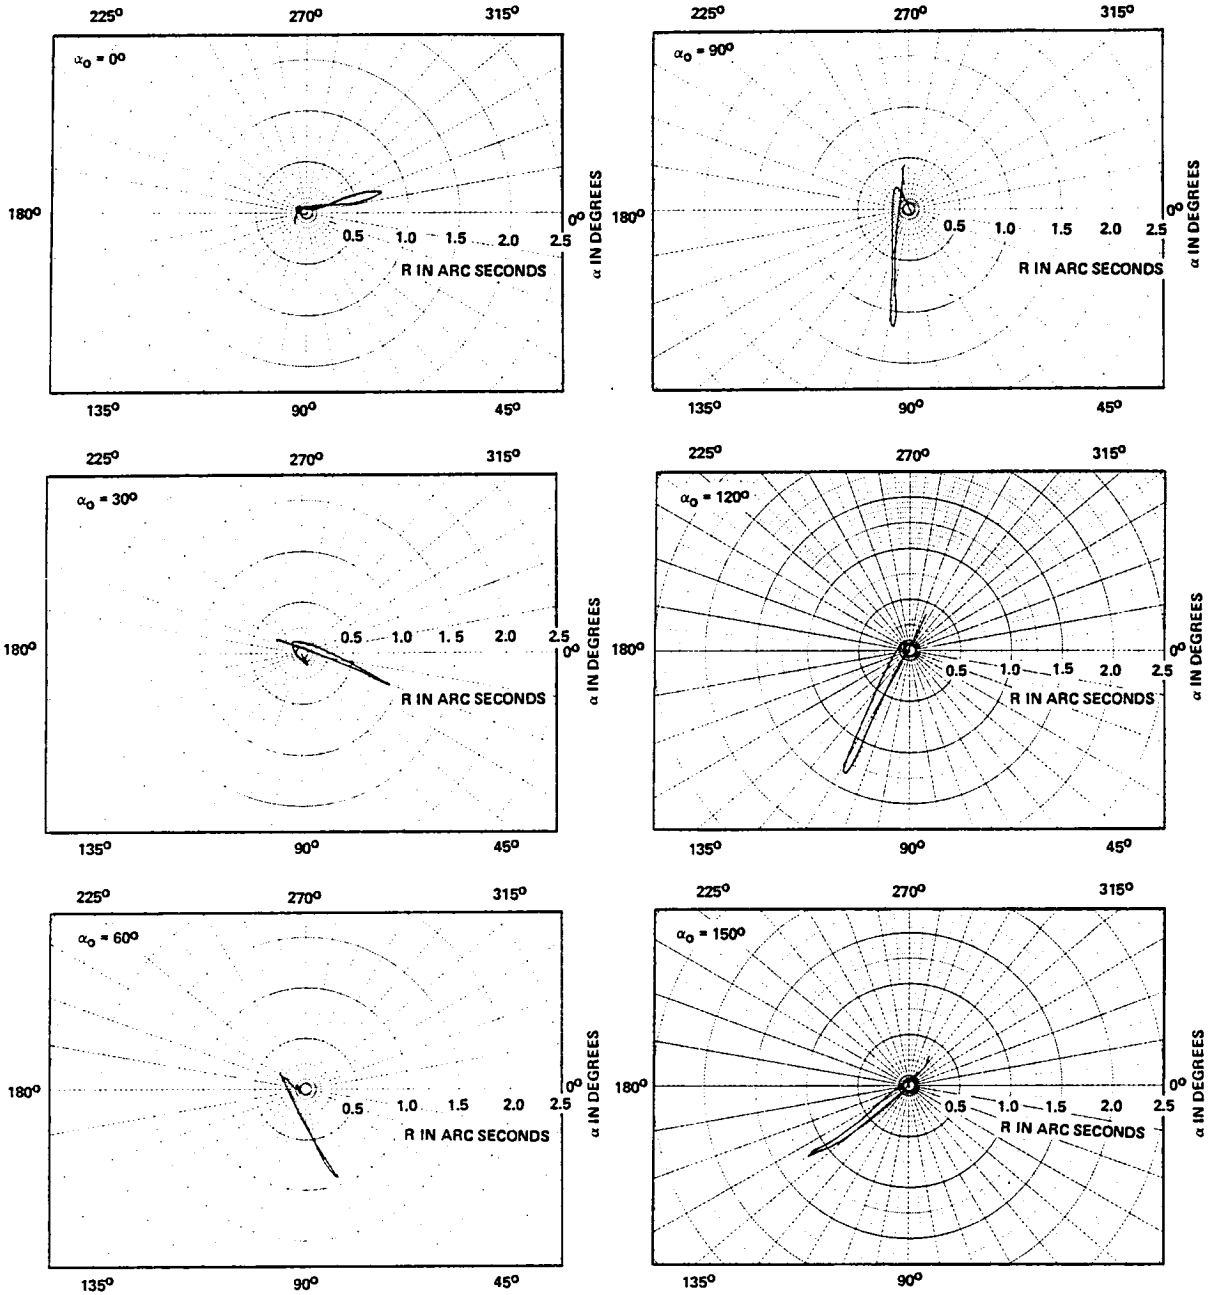 225° 270° 315°
α₀ = 0°
180° 0°
0.5 1.0 1.5 2.0 2.5
R IN ARC SECONDS
α IN DEGREES
135° 90° 45°
225° 270° 315°
α₀ = 90°
180° 0°
0.5 1.0 1.5 2.0 2.5
R IN ARC SECONDS
α IN DEGREES
135° 90° 45°
225° 270° 315°
α₀ = 30°
0.5 1.0 1.5 2.0 2.5
180° 0°
R IN ARC SECONDS
α IN DEGREES
135° 90° 45°
225° 270° 315°
α₀ = 120°
180° 0°
0.5 1.0 1.5 2.0 2.5
R IN ARC SECONDS
α IN DEGREES
135° 90° 45°
225° 270° 315°
α₀ = 60°
180° 0°
0.5 1.0 1.5 2.0 2.5
R IN ARC SECONDS
α IN DEGREES
135° 90° 45°
225° 270° 315°
α₀ = 150°
180° 0°
0.5 1.0 1.5 2.0 2.5
R IN ARC SECONDS
α IN DEGREES
135° 90° 45°